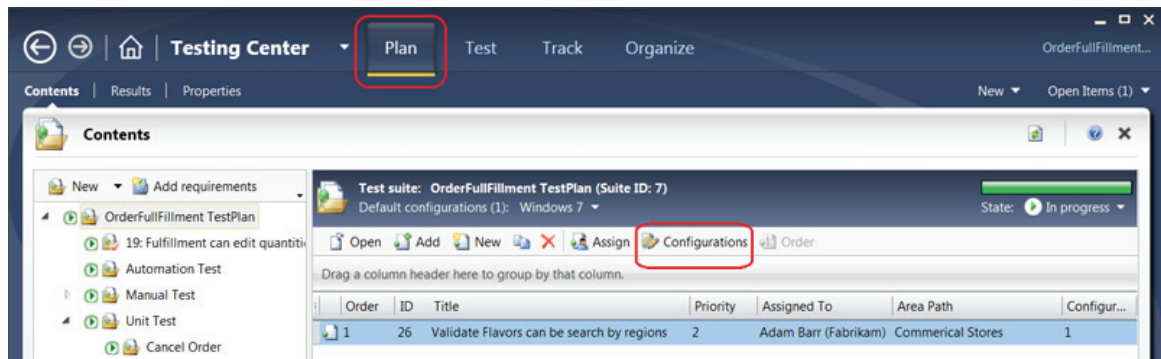 Testing Center Plan Test Track Organize OrderFullFillment...
Contents | Results | Properties New Open Items (1)
Contents
New Add requirements
OrderFullFillment TestPlan
19: Fulfillment can edit quantiti
Automation Test
Manual Test
Unit Test
Cancel Order
Test suite: OrderFullFillment TestPlan (Suite ID: 7)
Default configurations (1): Windows 7
State: In progress
Open Add New Assign Configurations Order
Drag a column header here to group by that column.
Order ID Title Priority Assigned To Area Path Configur...
1 26 Validate Flavors can be search by regions 2 Adam Barr (Fabrikam) Commerical Stores 1